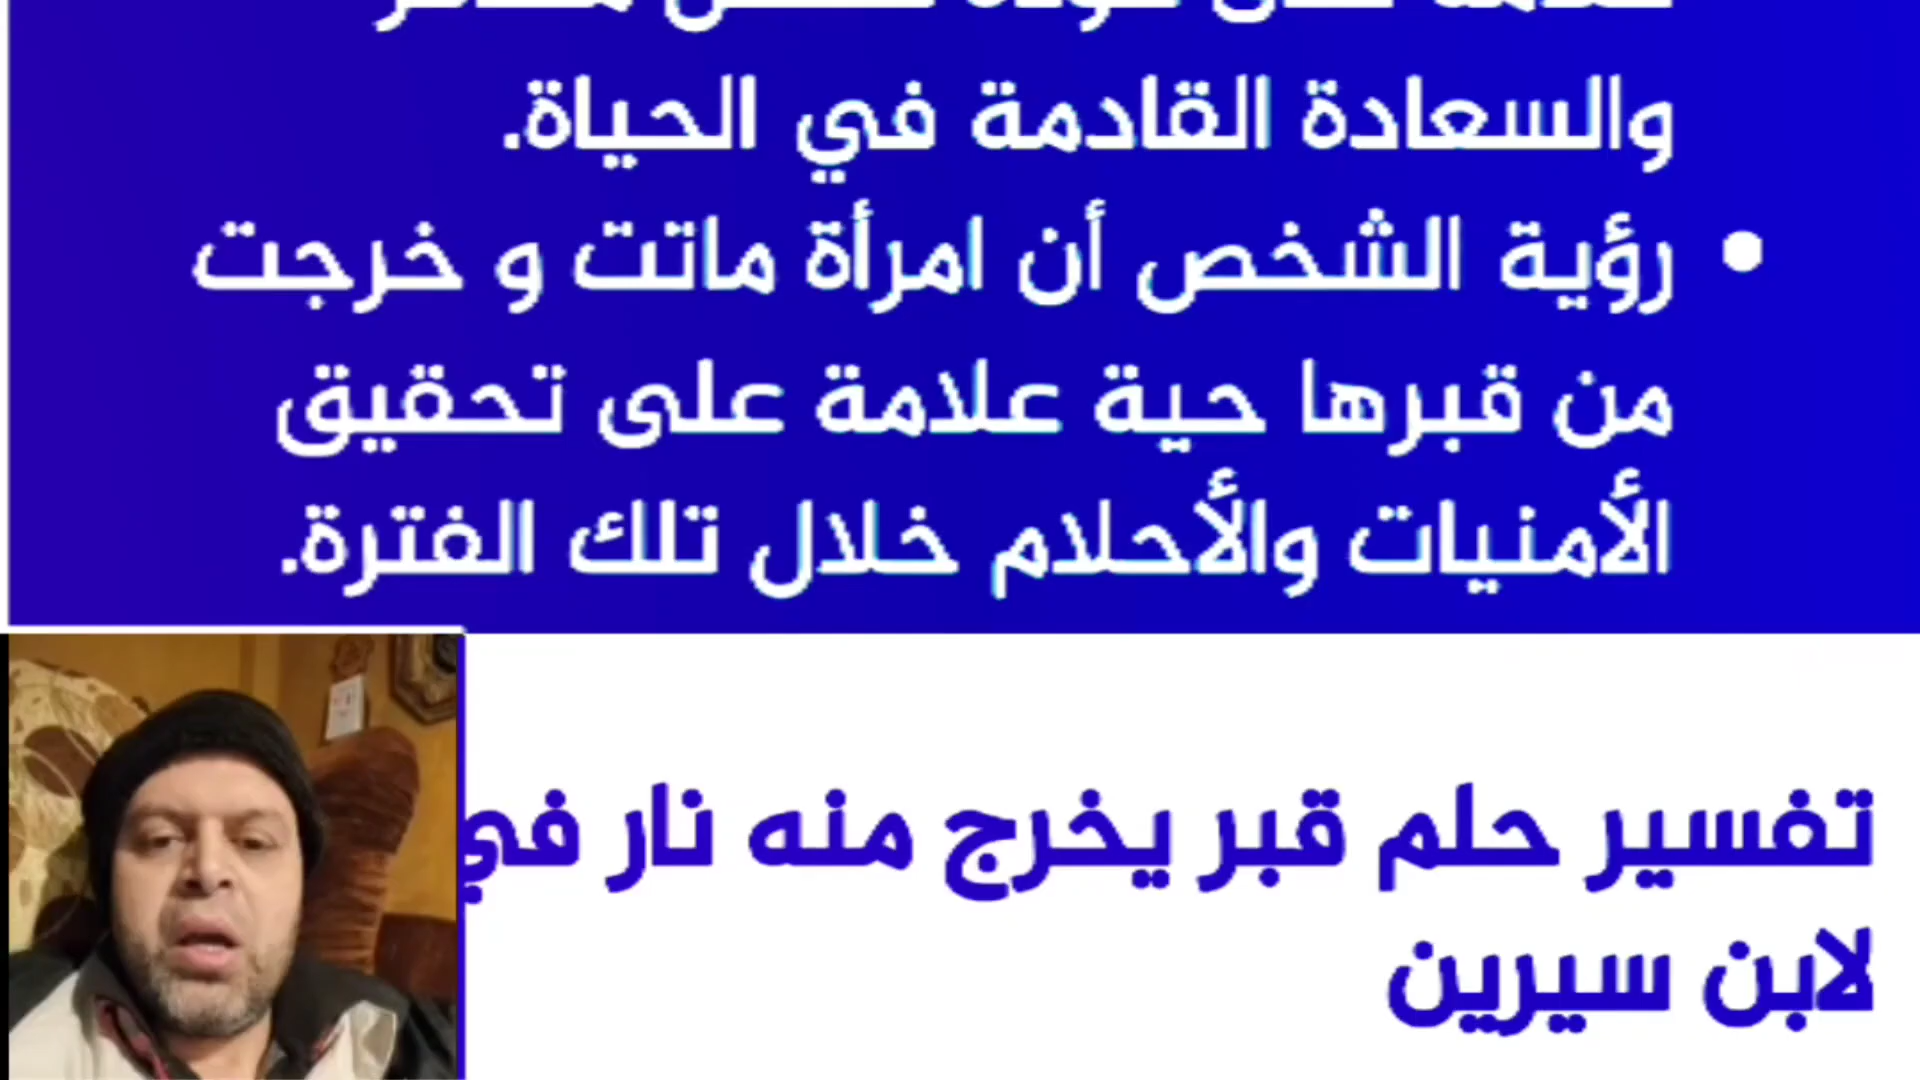 والسعادة القادمة في الحياة.
• رؤية الشخص أن امرأة ماتت و خرجت
من قبرها حية علامة على تحقيق
الأمنيات والأحلام خلال تلك الفترة.
تفسير حلم قبر يخرج منه نار في
لابن سيرين